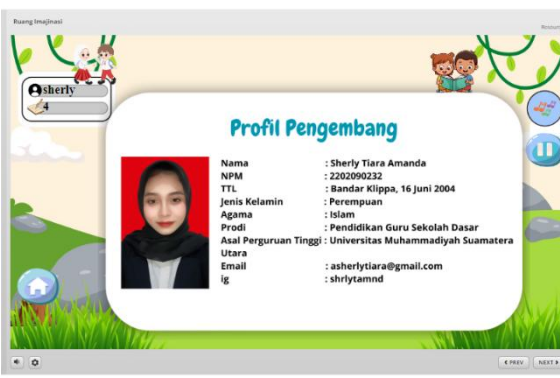 Ruang Imajinasi
Resources
sherly
4
Profil Pengembang
Nama : Sherly Tiara Amanda
NPM : 2202090232
TTL : Bandar Klippa, 16 Juni 2004
Jenis Kelamin : Perempuan
Agama : Islam
Prodi : Pendidikan Guru Sekolah Dasar
Asal Perguruan Tinggi : Universitas Muhammadiyah Suamatera
Utara
Email : asherlytiara@gmail.com
ig : shrlytamnd
< PREV
NEXT >